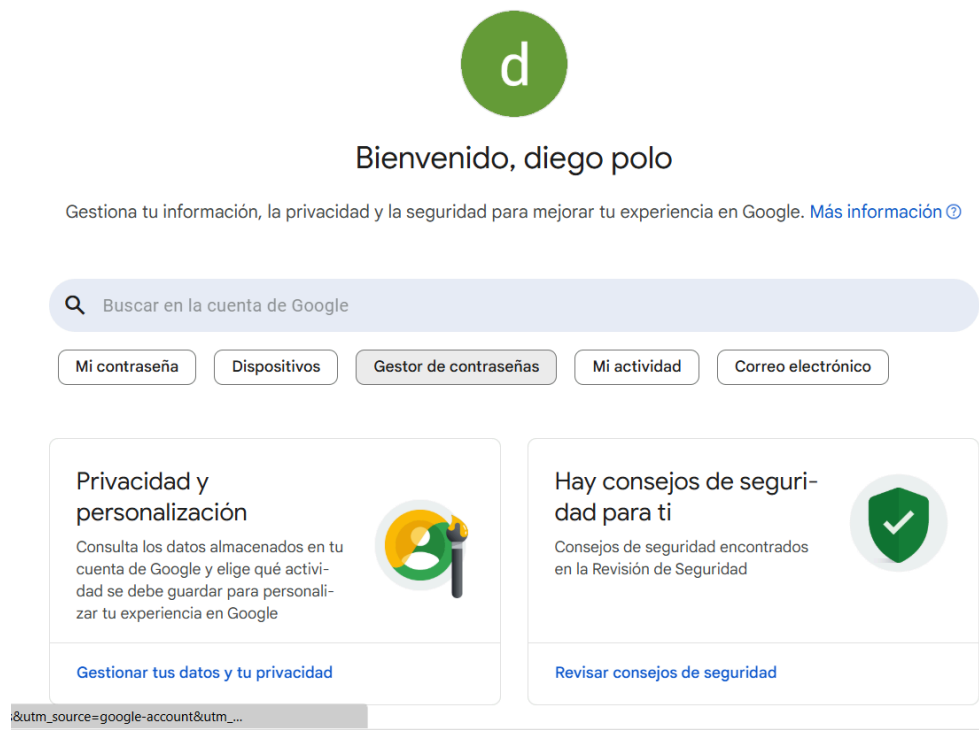 d
Bienvenido, diego polo
Gestiona tu información, la privacidad y la seguridad para mejorar tu experiencia en Google. Más información
Buscar en la cuenta de Google
Mi contraseña
Dispositivos
Gestor de contraseñas
Mi actividad
Correo electrónico
Privacidad y
personalización
Consulta los datos almacenados en tu
cuenta de Google y elige qué activi-
dad se debe guardar para personali-
zar tu experiencia en Google
Gestionar tus datos y tu privacidad
Hay consejos de seguri-
dad para ti
Consejos de seguridad encontrados
en la Revisión de Seguridad
Revisar consejos de seguridad
&utm_source=google-account&utm_...